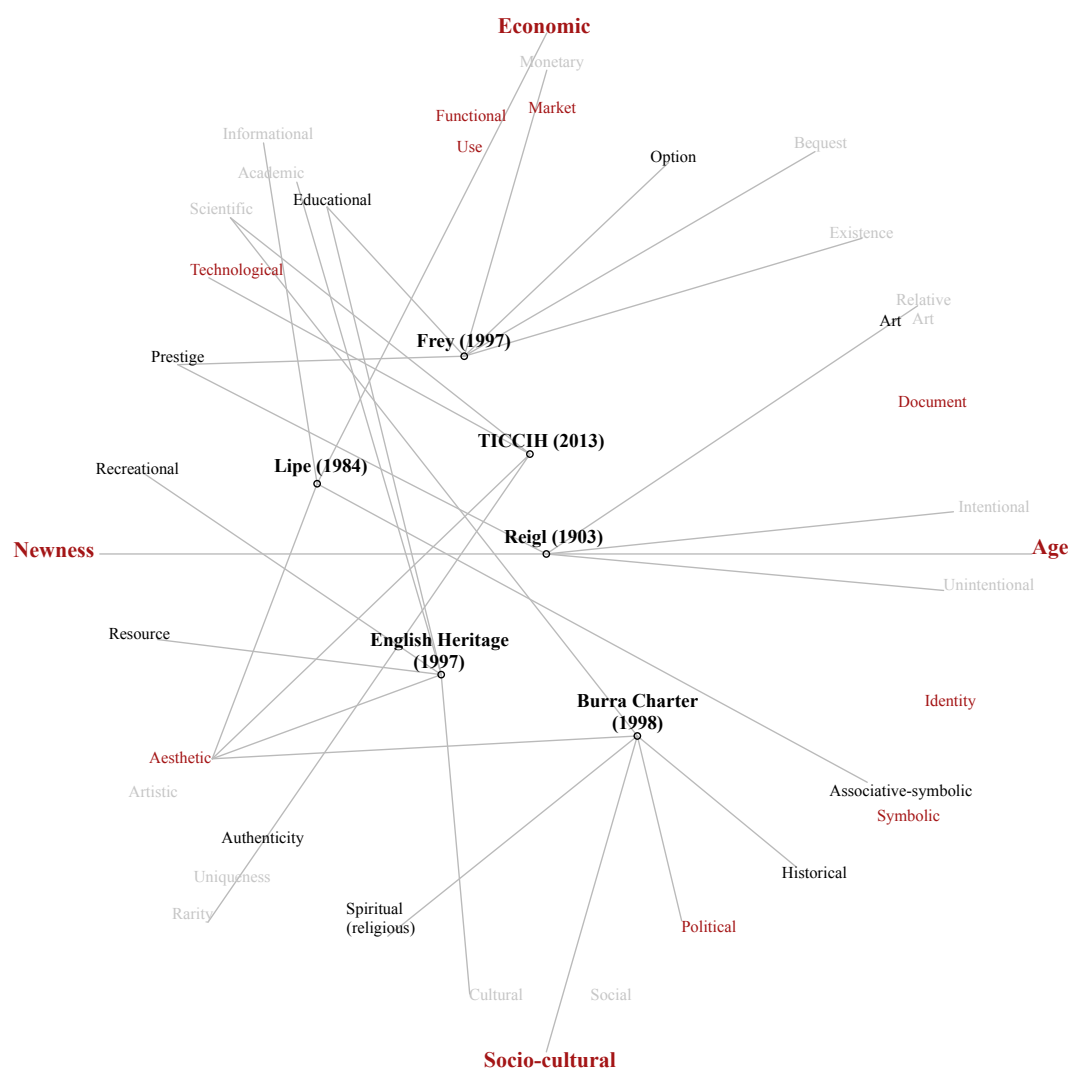 Economic
Monetary
Market
Functional
Use
Informational
Bequest
Option
Academic
Educational
Scientific
Existence
Technological
Relative
Art
Art
Frey (1997)
Prestige
Document
TICCIH (2013)
Lipe (1984)
Recreational
Intentional
Reigl (1903)
Newness
Age
Unintentional
Resource
English Heritage
(1997)
Burra Charter
(1998)
Identity
Aesthetic
Artistic
Associative-symbolic
Symbolic
Authenticity
Historical
Uniqueness
Rarity
Spiritual
(religious)
Political
Cultural
Social
Socio-cultural